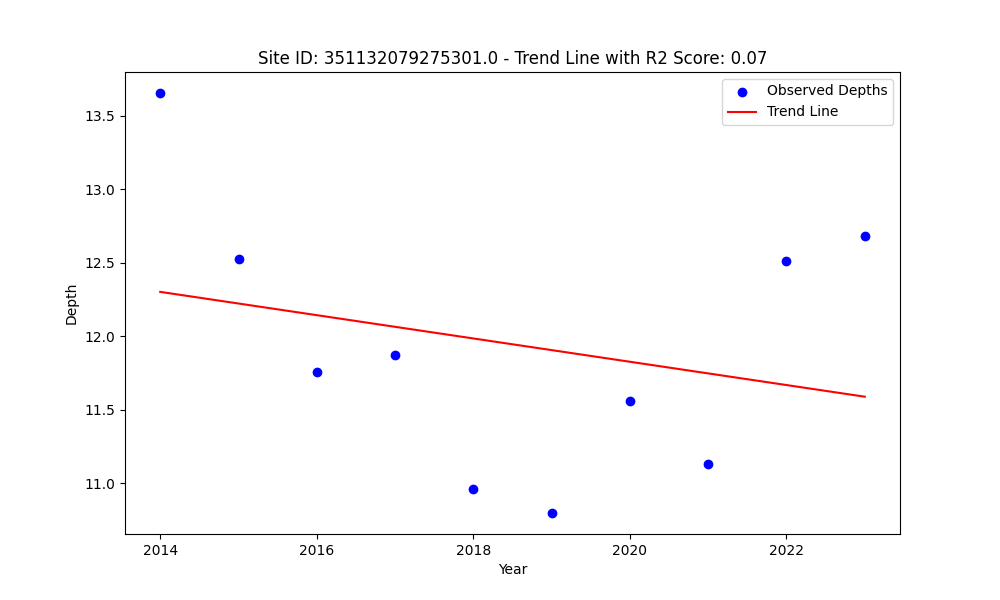 Site ID: 351132079275301.0 - Trend Line with R2 Score: 0.07
Observed Depths
Trend Line
13.5
13.0
12.5
12.0
11.5
11.0
Depth
2014
2016
2018
2020
2022
Year